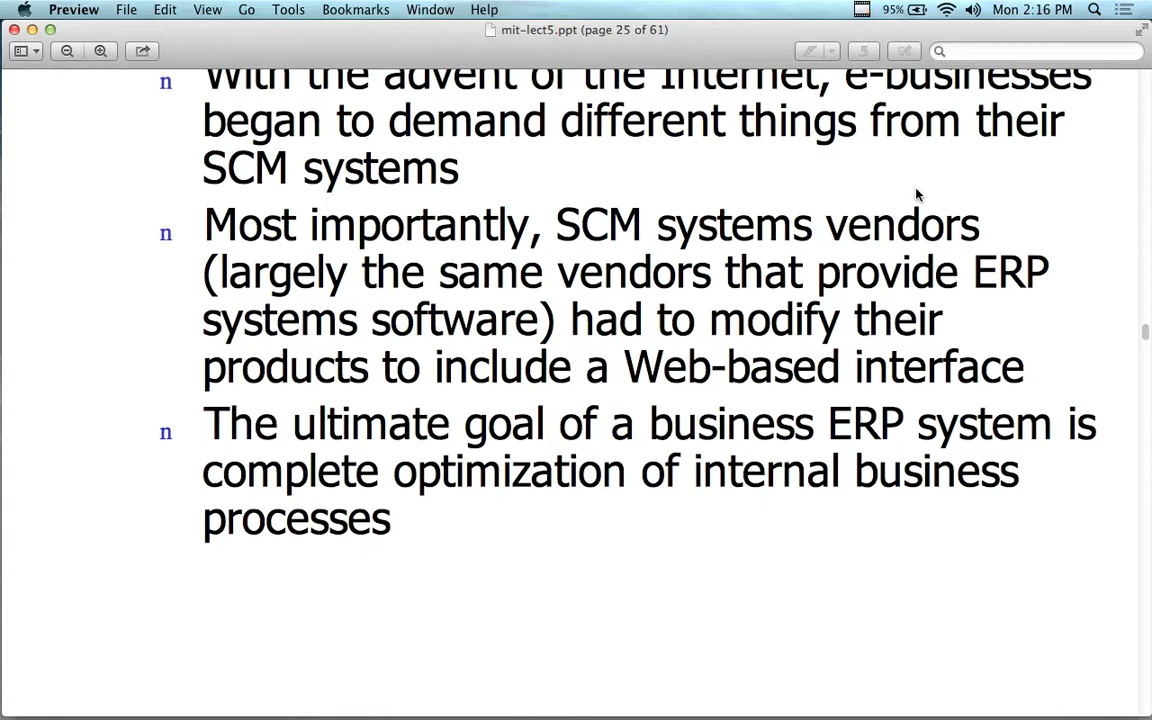 Preview File Edit View Go Tools Bookmarks Window Help 95% Mon 2:16 PM
mit-lect5.ppt (page 25 of 61)
n With the advent of the Internet, e-businesses
began to demand different things from their
SCM systems
n Most importantly, SCM systems vendors
(largely the same vendors that provide ERP
systems software) had to modify their
products to include a Web-based interface
n The ultimate goal of a business ERP system is
complete optimization of internal business
processes